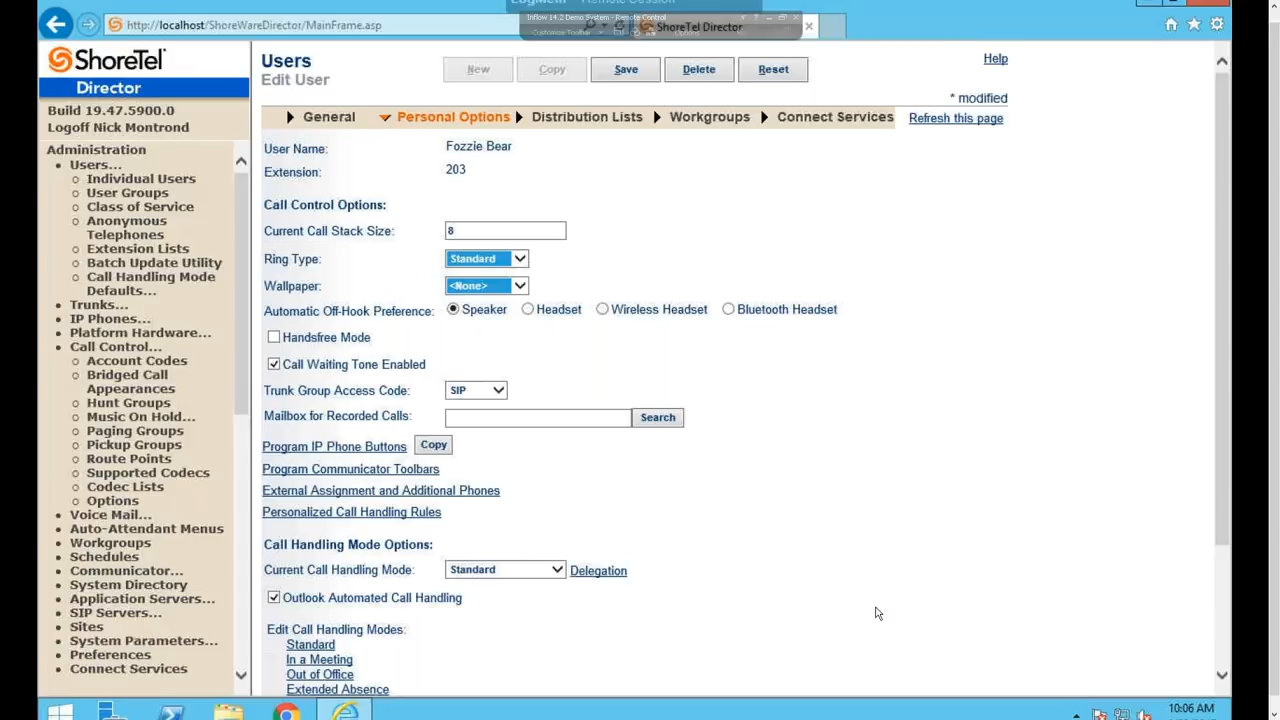 LogMeIn - Remote Session
http://localhost/ShoreWareDirector/MainFrame.asp
Inflow 14.2 Demo System - Remote Control
ShoreTel Director
ShoreTel
Director
Build 19.47.5900.0
Logoff Nick Montrond
Administration
Users...
Individual Users
User Groups
Class of Service
Anonymous
Telephones
Extension Lists
Batch Update Utility
Call Handling Mode
Defaults...
Trunks...
IP Phones...
Platform Hardware...
Call Control...
Account Codes
Bridged Call
Appearances
Hunt Groups
Music On Hold...
Paging Groups
Pickup Groups
Route Points
Supported Codecs
Codec Lists
Options
Voice Mail...
Auto-Attendant Menus
Workgroups
Schedules
Communicator...
System Directory
Application Servers...
SIP Servers...
Sites
System Parameters...
Preferences
Connect Services
Users
Edit User
New Copy Save Delete Reset
Help
* modified
General Personal Options Distribution Lists Workgroups Connect Services
Refresh this page
User Name: Fozzie Bear
Extension: 203
Call Control Options:
Current Call Stack Size: 8
Ring Type: Standard
Wallpaper: <None>
Automatic Off-Hook Preference: Speaker Headset Wireless Headset Bluetooth Headset
Handsfree Mode
Call Waiting Tone Enabled
Trunk Group Access Code: SIP
Mailbox for Recorded Calls: Search
Program IP Phone Buttons Copy
Program Communicator Toolbars
External Assignment and Additional Phones
Personalized Call Handling Rules
Call Handling Mode Options:
Current Call Handling Mode: Standard Delegation
Outlook Automated Call Handling
Edit Call Handling Modes:
Standard
In a Meeting
Out of Office
Extended Absence
10:06 AM